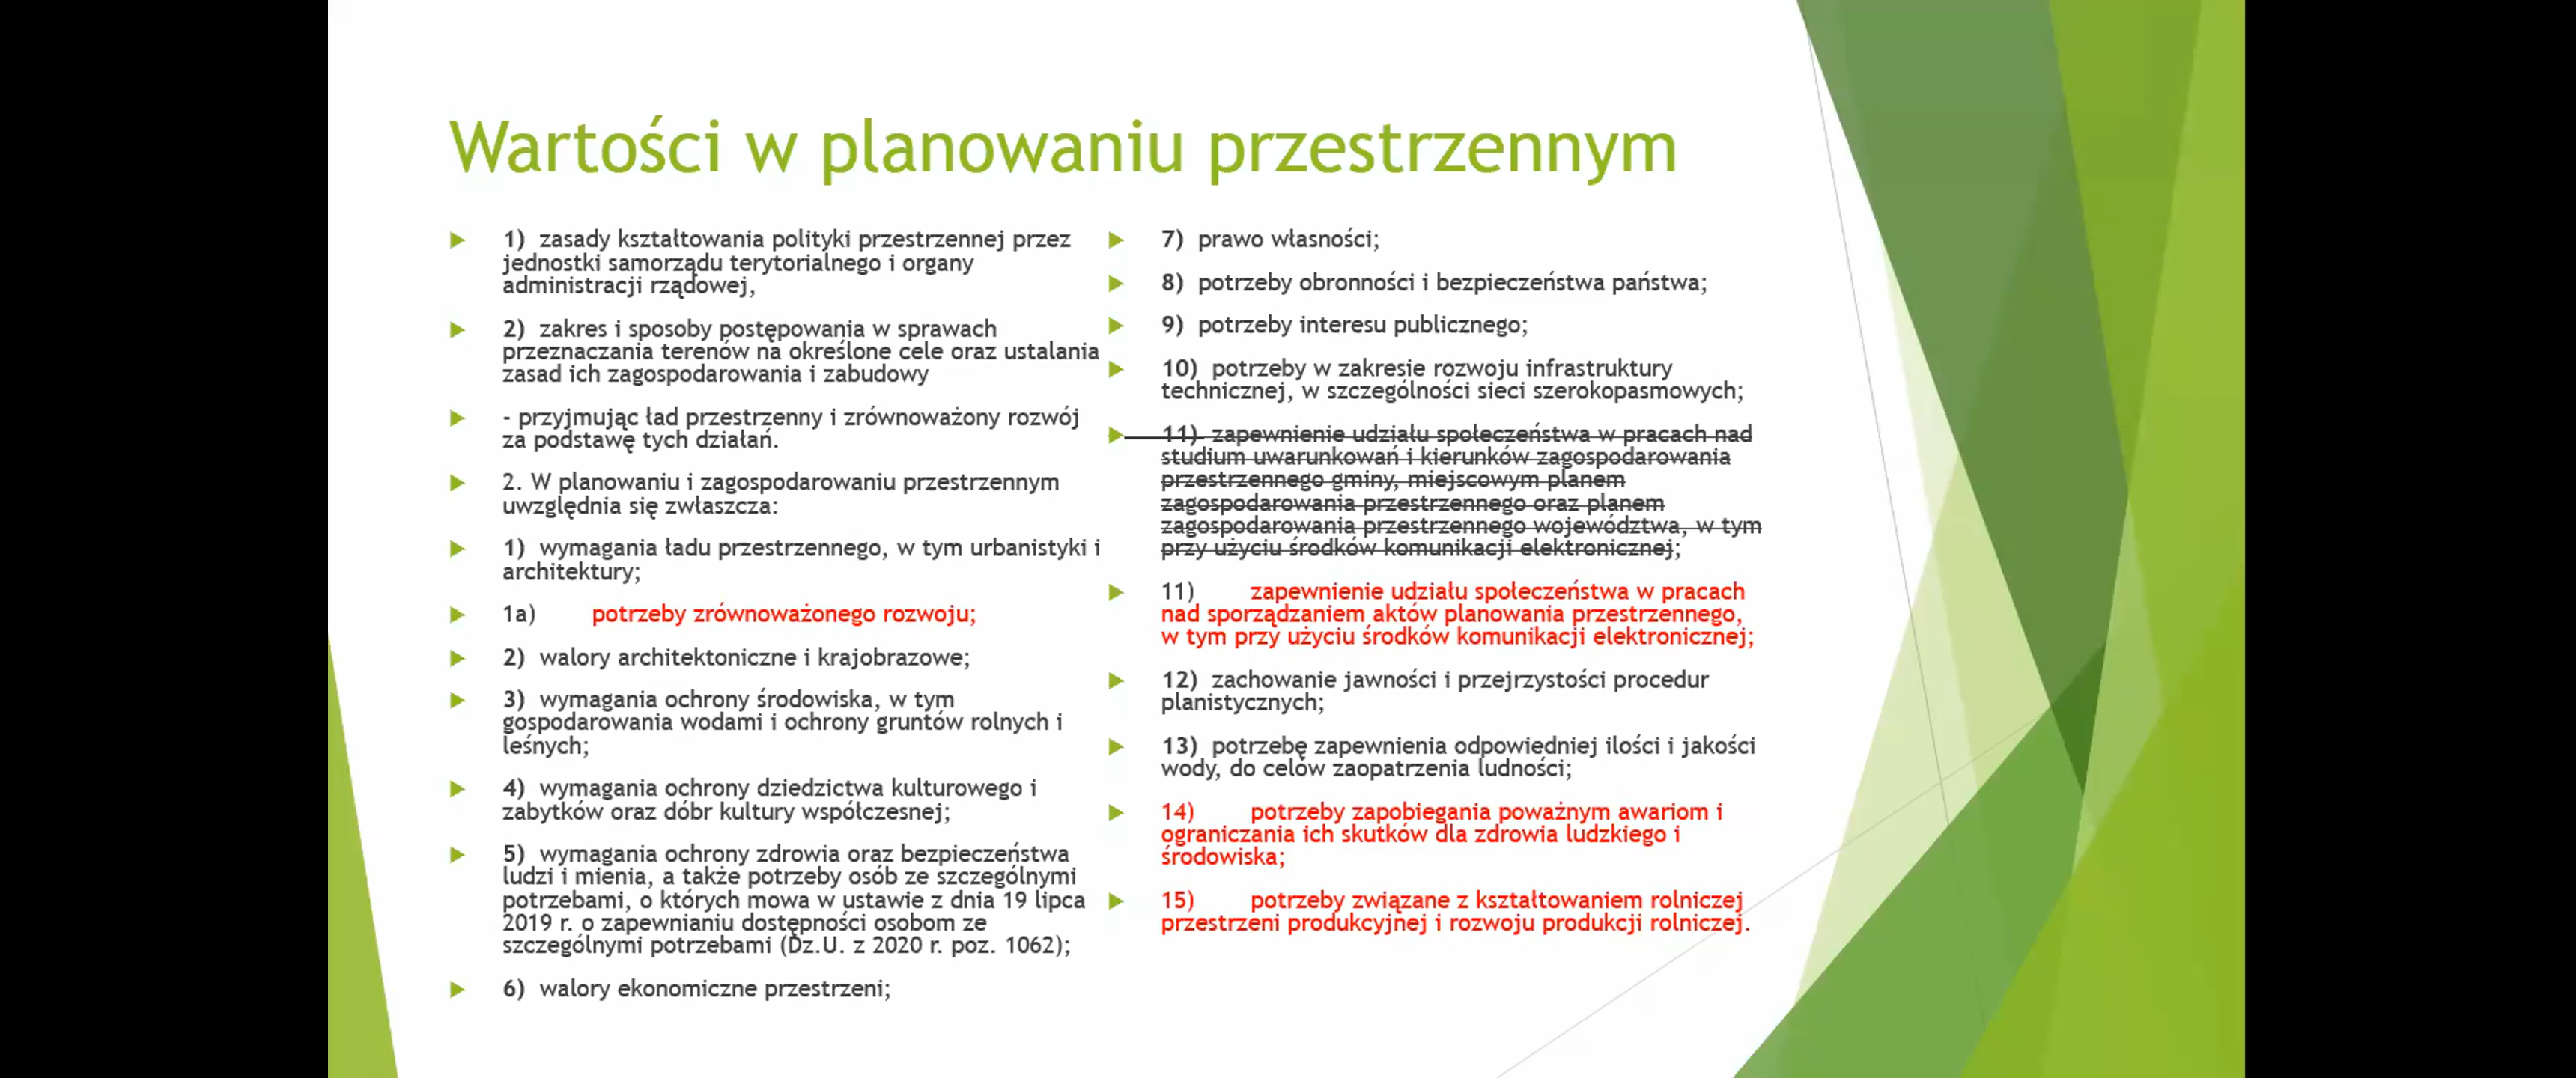 Wartości w planowaniu przestrzennym
1) zasady kształtowania polityki przestrzennej przez
jednostki samorządu terytorialnego i organy
administracji rządowej,
2) zakres i sposoby postępowania w sprawach
przeznaczania terenów na określone cele oraz ustalania
zasad ich zagospodarowania i zabudowy
- przyjmując ład przestrzenny i zrównoważony rozwój
za podstawę tych działań.
2. W planowaniu i zagospodarowaniu przestrzennym
uwzględnia się zwłaszcza:
1) wymagania ładu przestrzennego, w tym urbanistyki i
architektury;
1a) potrzeby zrównoważonego rozwoju;
2) walory architektoniczne i krajobrazowe;
3) wymagania ochrony środowiska, w tym
gospodarowania wodami i ochrony gruntów rolnych i
leśnych;
4) wymagania ochrony dziedzictwa kulturowego i
zabytków oraz dóbr kultury współczesnej;
5) wymagania ochrony zdrowia oraz bezpieczeństwa
ludzi i mienia, a także potrzeby osób ze szczególnymi
potrzebami, o których mowa w ustawie z dnia 19 lipca
2019 r. o zapewnianiu dostępności osobom ze
szczególnymi potrzebami (Dz.U. z 2020 r. poz. 1062);
6) walory ekonomiczne przestrzeni;
7) prawo własności;
8) potrzeby obronności i bezpieczeństwa państwa;
9) potrzeby interesu publicznego;
10) potrzeby w zakresie rozwoju infrastruktury
technicznej, w szczególności sieci szerokopasmowych;
11) zapewnienie udziału społeczeństwa w pracach nad
studium uwarunkowań i kierunków zagospodarowania
przestrzennego gminy, miejscowym planem
zagospodarowania przestrzennego oraz planem
zagospodarowania przestrzennego województwa, w tym
przy użyciu środków komunikacji elektronicznej;
11) zapewnienie udziału społeczeństwa w pracach
nad sporządzaniem aktów planowania przestrzennego,
w tym przy użyciu środków komunikacji elektronicznej;
12) zachowanie jawności i przejrzystości procedur
planistycznych;
13) potrzebę zapewnienia odpowiedniej ilości i jakości
wody, do celów zaopatrzenia ludności;
14) potrzeby zapobiegania poważnym awariom i
ograniczania ich skutków dla zdrowia ludzkiego i
środowiska;
15) potrzeby związane z kształtowaniem rolniczej
przestrzeni produkcyjnej i rozwoju produkcji rolniczej.